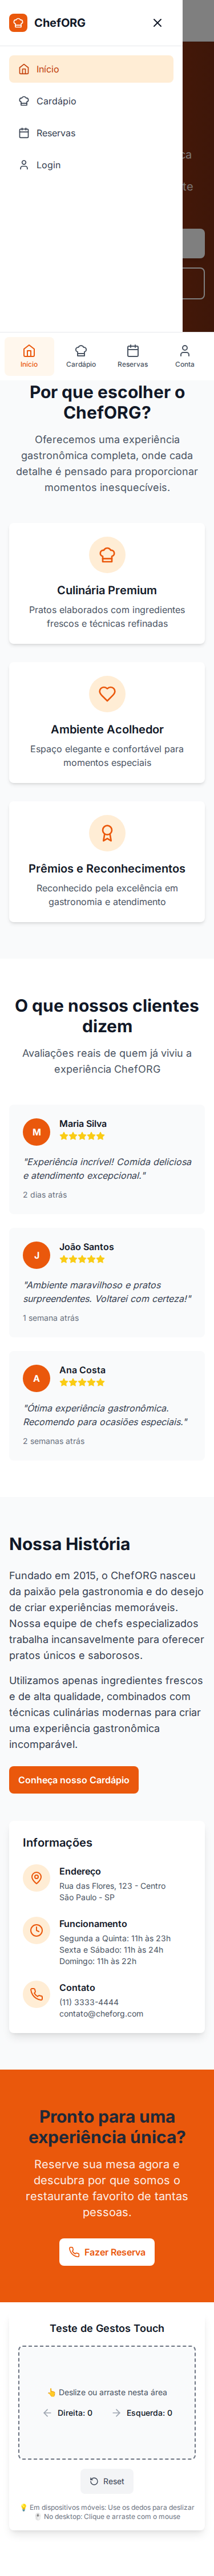 ChefORG
Início
Cardápio
Reservas
Login
ca
te
Início
Cardápio
Reservas
Conta
Por que escolher o
ChefORG?
Oferecemos uma experiência
gastronômica completa, onde cada
detalhe é pensado para proporcionar
momentos inesquecíveis.
Culinária Premium
Pratos elaborados com ingredientes
frescos e técnicas refinadas
Ambiente Acolhedor
Espaço elegante e confortável para
momentos especiais
Prêmios e Reconhecimentos
Reconhecido pela excelência em
gastronomia e atendimento
O que nossos clientes
dizem
Avaliações reais de quem já viviu a
experiência ChefORG
M
Maria Silva
"Experiência incrível! Comida deliciosa
e atendimento excepcional."
2 dias atrás
J
João Santos
"Ambiente maravilhoso e pratos
surpreendentes. Voltarei com certeza!"
1 semana atrás
A
Ana Costa
"Ótima experiência gastronômica.
Recomendo para ocasiões especiais."
2 semanas atrás
Nossa História
Fundado em 2015, o ChefORG nasceu
da paixão pela gastronomia e do desejo
de criar experiências memoráveis.
Nossa equipe de chefs especializados
trabalha incansavelmente para oferecer
pratos únicos e saborosos.
Utilizamos apenas ingredientes frescos
e de alta qualidade, combinados com
técnicas culinárias modernas para criar
uma experiência gastronômica
incomparável.
Conheça nosso Cardápio
Informações
Endereço
Rua das Flores, 123 - Centro
São Paulo - SP
Funcionamento
Segunda a Quinta: 11h às 23h
Sexta e Sábado: 11h às 24h
Domingo: 11h às 22h
Contato
(11) 3333-4444
contato@cheforg.com
Pronto para uma
experiência única?
Reserve sua mesa agora e
descubra por que somos o
restaurante favorito de tantas
pessoas.
Fazer Reserva
Teste de Gestos Touch
👆 Deslize ou arraste nesta área
Direita: 0
Esquerda: 0
Reset
💡 Em dispositivos móveis: Use os dedos para deslizar
🖱️ No desktop: Clique e arraste com o mouse